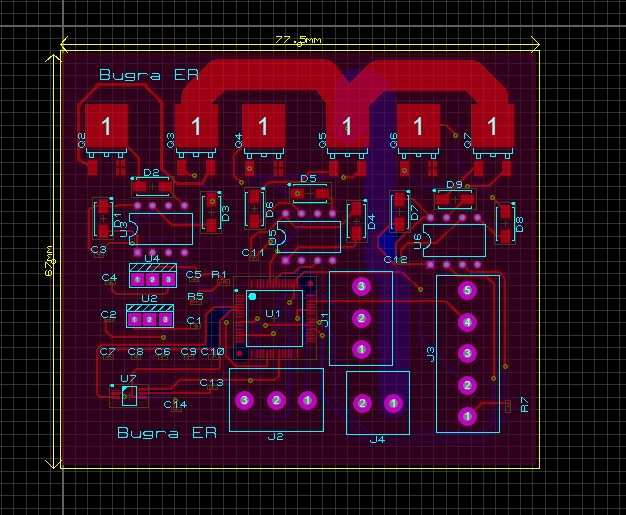 77.5mm
Bugra ER
Q2 1 Q3 1 Q4 1 Q5 1 Q6 1 Q7 1
D2 D5 D9
D1 U3 D3 D6 U5 D4 D7 U6 D8
67mm
C3 C11 C12
U4
C4 1 2 3 C5 R1
U2 R5
C2 1 2 3 C1
U1
3 2 1 J1
5 4 3 2 1 J3
C7 C8 C6 C9 C10
U7 C13
C14
3 2 1 2 1 R7
J2 J4
Bugra ER